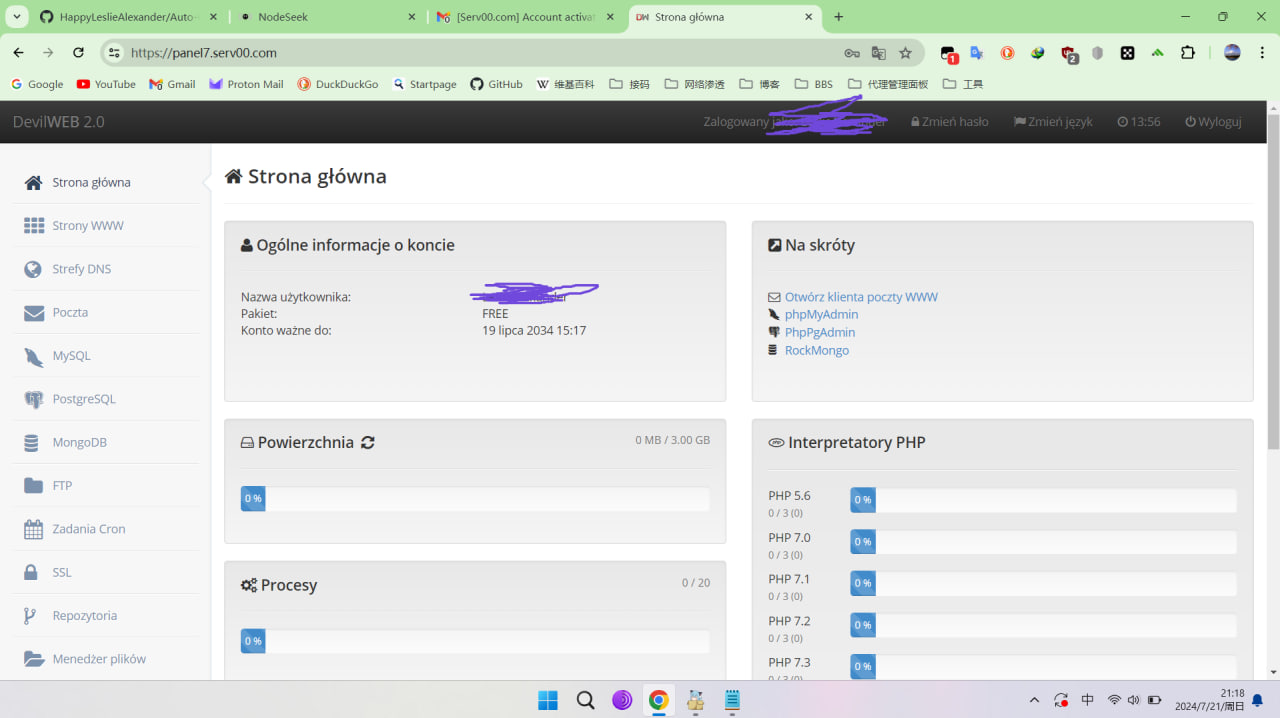 HappyLeslieAlexander/Auto-
NodeSeek
[Serv00.com] Account activat
DW Strona główna
https://panel7.serv00.com
1
2
Google YouTube Gmail Proton Mail DuckDuckGo Startpage GitHub 维基百科 接码 网络渗透 博客 BBS 代理管理面板 工具
DevilWEB 2.0
Zalogowany
Zmień hasło
Zmień język
13:56
Wyloguj
Strona główna
Strony WWW
Strefy DNS
Poczta
MySQL
PostgreSQL
MongoDB
FTP
Zadania Cron
SSL
Repozytoria
Menedżer plików
Strona główna
Ogólne informacje o koncie
Nazwa użytkownika:
Pakiet: FREE
Konto ważne do: 19 lipca 2034 15:17
Na skróty
Otwórz klienta poczty WWW
phpMyAdmin
PhpPgAdmin
RockMongo
Powierzchnia 0 MB / 3.00 GB
0 %
Procesy 0 / 20
0 %
Interpretatory PHP
PHP 5.6 0 %
0 / 3 (0)
PHP 7.0 0 %
0 / 3 (0)
PHP 7.1 0 %
0 / 3 (0)
PHP 7.2 0 %
0 / 3 (0)
PHP 7.3 0 %
0 / 3 (0)
中
21:18
2024/7/21/周日